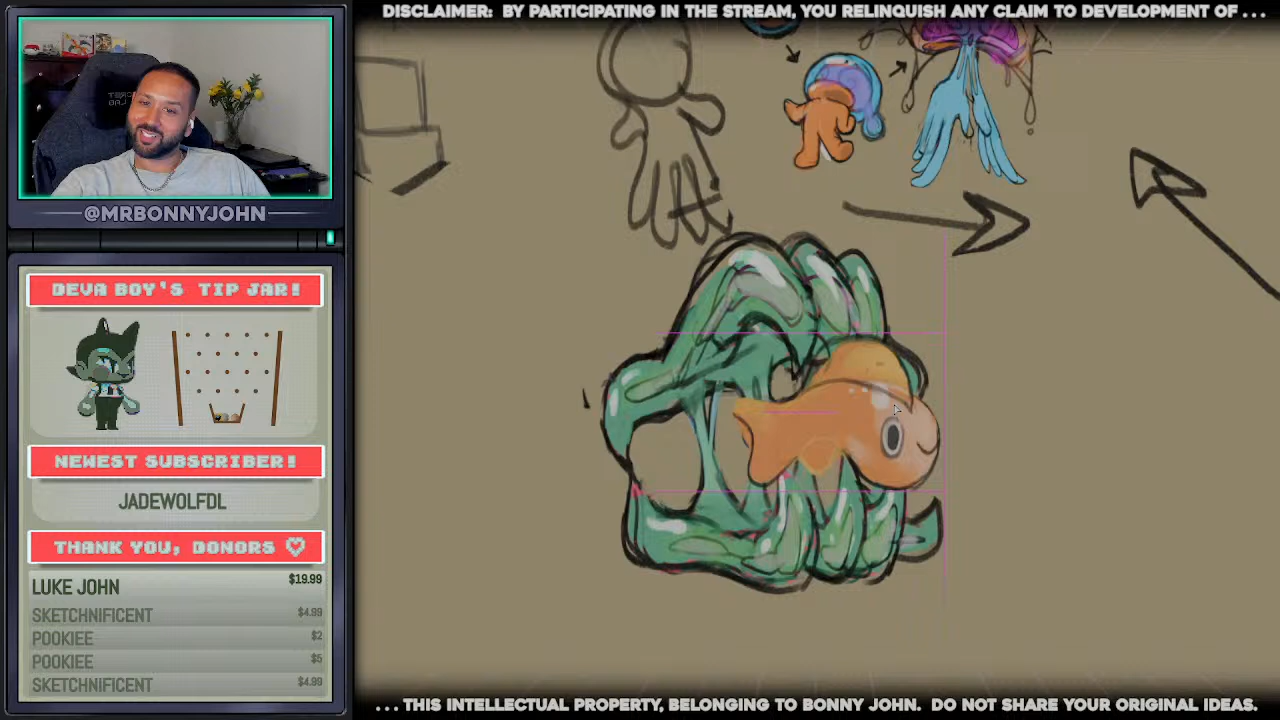 DISCLAIMER: BY PARTICIPATING IN THE STREAM, YOU RELINQUISH ANY CLAIM TO DEVELOPMENT OF . . .
@MRBONNYJOHN
DEVA BOY'S TIP JAR!
NEWEST SUBSCRIBER!
JADEWOLFDL
THANK YOU, DONORS
LUKE JOHN $19.99
SKETCHNIFICENT $4.99
POOKIEE $2
POOKIEE $5
SKETCHNIFICENT $4.99
. . . THIS INTELLECTUAL PROPERTY, BELONGING TO BONNY JOHN. DO NOT SHARE YOUR ORIGINAL IDEAS.